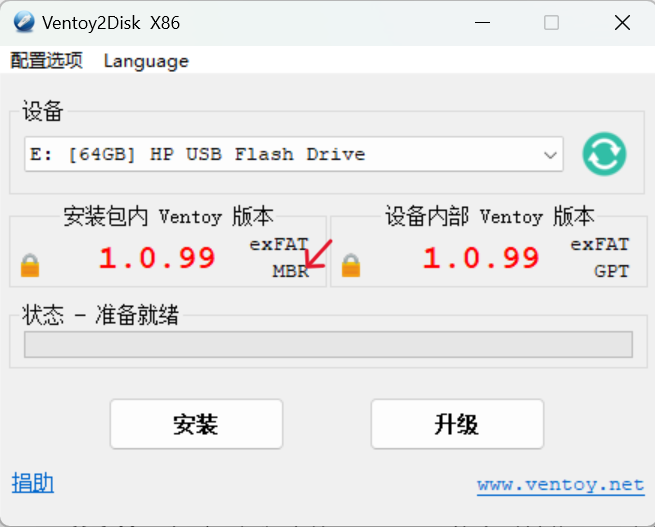 Ventoy2Disk X86
配置选项 Language
设备
E: [64GB] HP USB Flash Drive
安装包内 Ventoy 版本
1.0.99
exFAT
MBR
设备内部 Ventoy 版本
1.0.99
exFAT
GPT
状态 - 准备就绪
安装
升级
捐助
www.ventoy.net